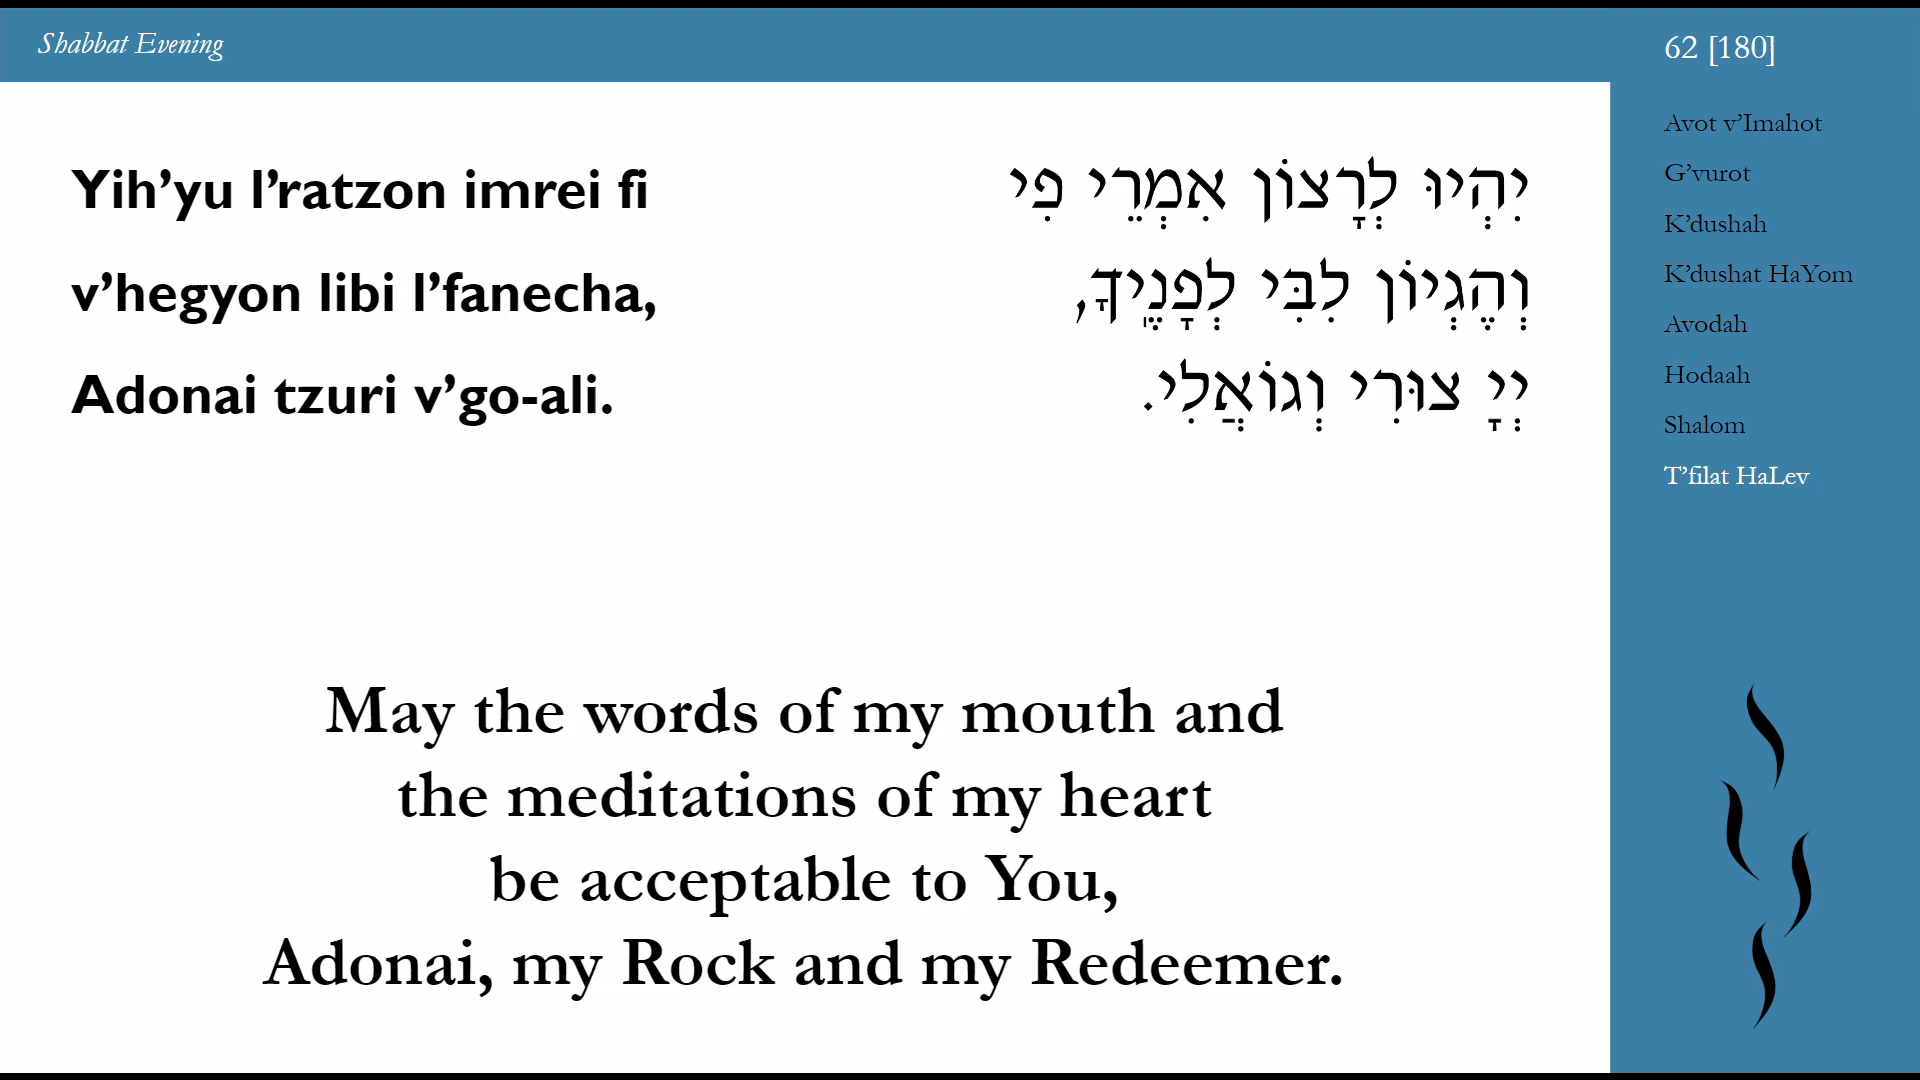 Shabbat Evening
62 [180]
Yih’yu l’ratzon imrei fi
v’hegyon libi l’fanecha,
Adonai tzuri v’go-ali.
יִהְיוּ לְרָצוֹן אִמְרֵי פִי
וְהֶגְיוֹן לִבִּי לְפָנֶֽיךָ,
יְיָ צוּרִי וְגוֹאֲלִי.
May the words of my mouth and
the meditations of my heart
be acceptable to You,
Adonai, my Rock and my Redeemer.
Avot v’Imahot
G’vurot
K’dushah
K’dushat HaYom
Avodah
Hodaah
Shalom
T’filat HaLev